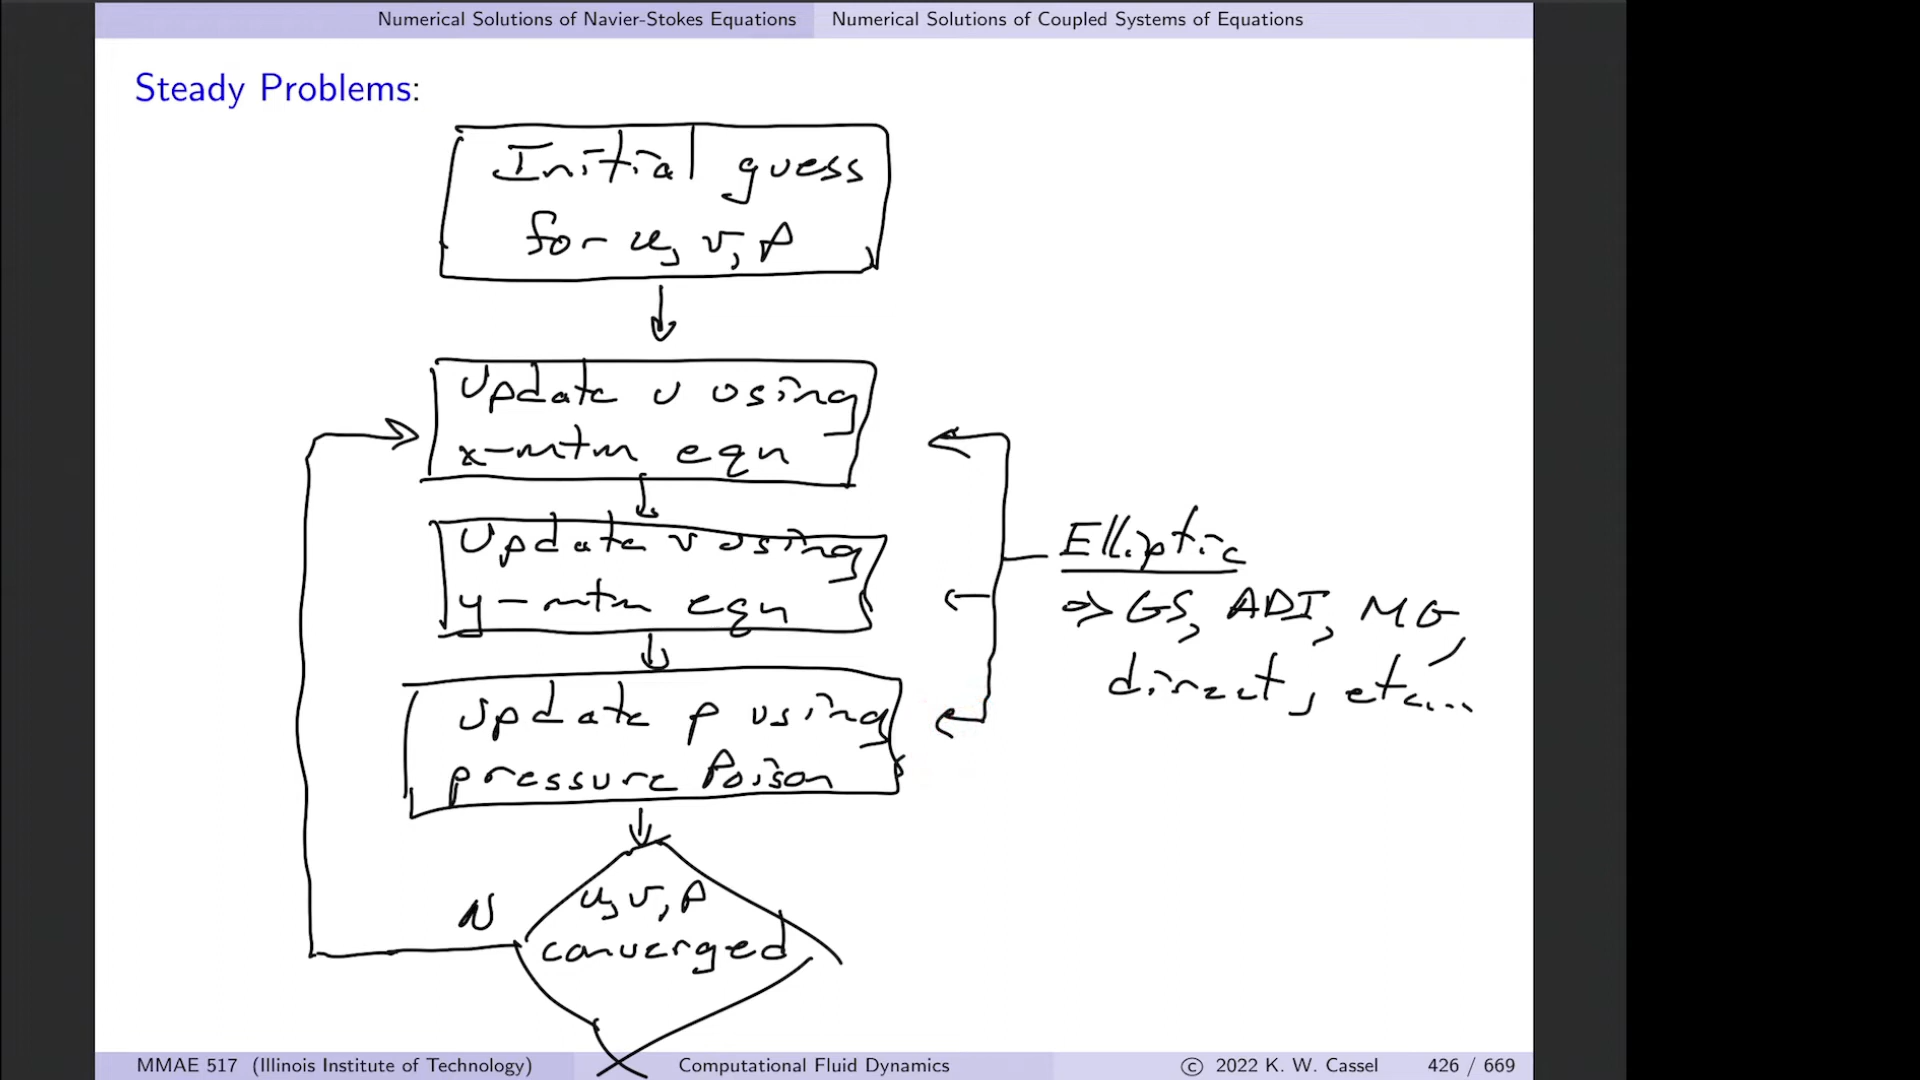 Numerical Solutions of Navier-Stokes Equations Numerical Solutions of Coupled Systems of Equations
Steady Problems:
Initial guess
for u, v, p
Update u using
x-mtm eqn
Update v using
y-mtm eqn
Update p using
pressure Poison
u, v, p
converged
N
Elliptic
⇒ GS, ADI, MG,
direct, etc...
MMAE 517 (Illinois Institute of Technology) Computational Fluid Dynamics © 2022 K. W. Cassel 426 / 669